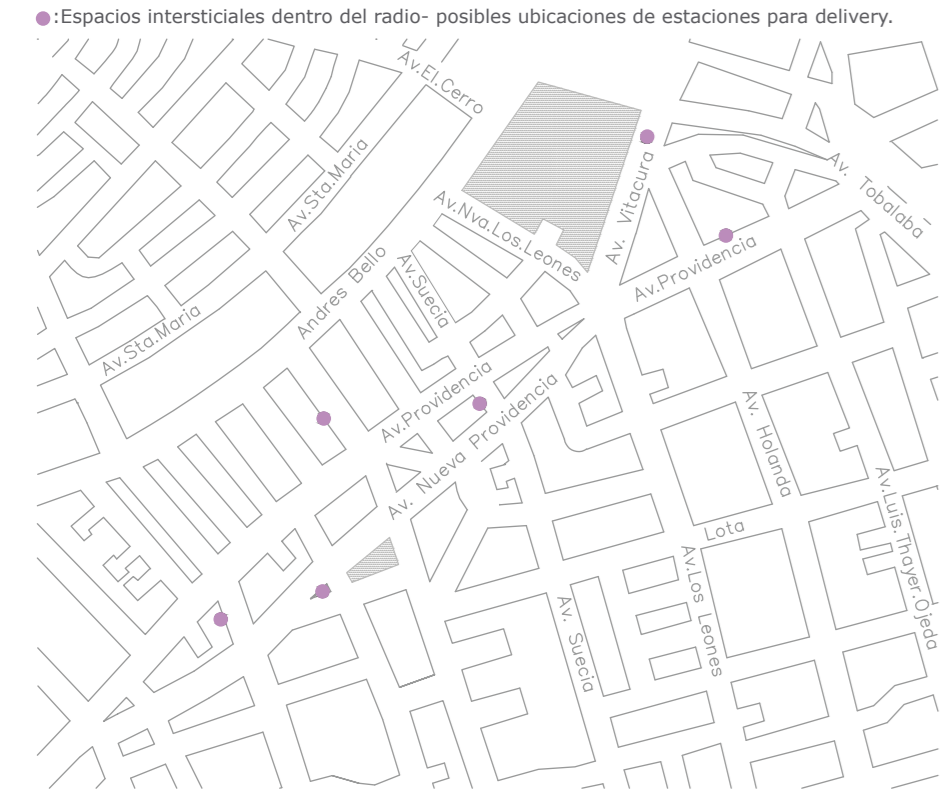 :Espacios intersticiales dentro del radio- posibles ubicaciones de estaciones para delivery.
Av.El.Cerro
Av.Sta.Maria
Av. Vitacura
Av. Tobalaba
Av.Nva.Los.Leones
Av.Providencia
Andres Bello
Av.Suecia
Av.Sta.Maria
Av.Providencia
Av. Nueva Providencia
Av. Holanda
Av.Luis.Thayer.Ojeda
Lota
Av.Los Leones
Av. Suecia